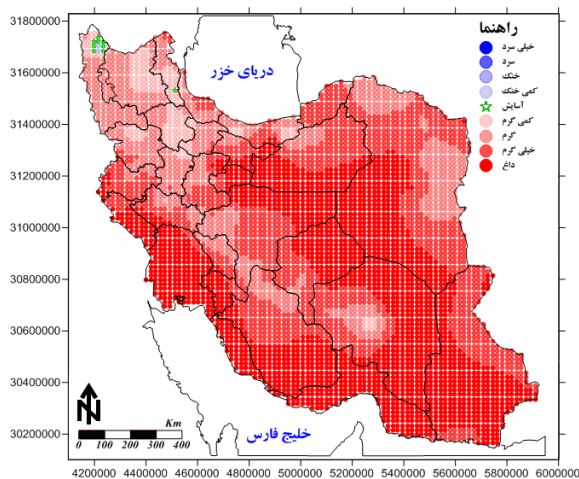 راهنما
خیلی سرد
سرد
خنک
کمی خنک
آسایش
کمی گرم
گرم
خیلی گرم
داغ
دریای خزر
خلیج فارس
N
Km
0 100 200 300 400
31800000
31600000
31400000
31200000
31000000
30800000
30600000
30400000
30200000
4200000 4400000 4600000 4800000 5000000 5200000 5400000 5600000 5800000 6000000